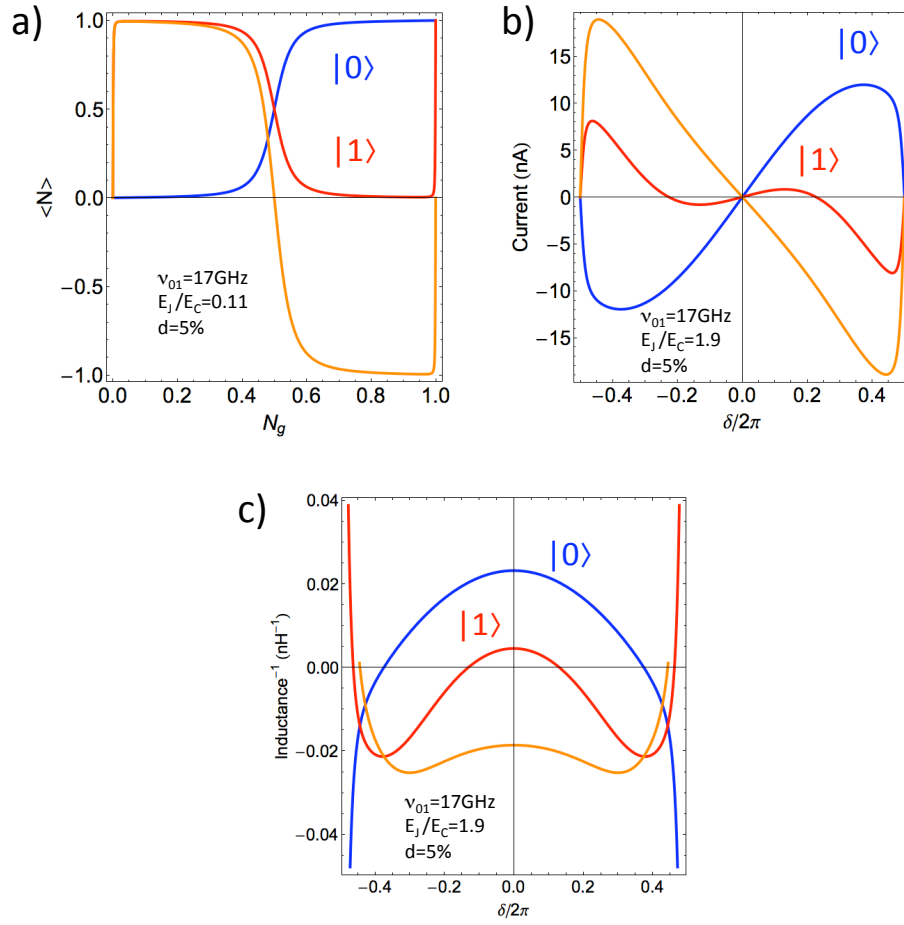 a)
<N>
1.0
0.5
0.0
−0.5
−1.0
|0⟩
|1⟩
ν01=17GHz
EJ/EC=0.11
d=5%
0.0 0.2 0.4 0.6 0.8 1.0
Ng
b)
Current (nA)
15
10
5
0
−5
−10
−15
|0⟩
|1⟩
ν01=17GHz
EJ/EC=1.9
d=5%
−0.4 −0.2 0.0 0.2 0.4
δ/2π
c)
Inductance⁻¹ (nH⁻¹)
0.04
0.02
0.00
−0.02
−0.04
|0⟩
|1⟩
ν01=17GHz
EJ/EC=1.9
d=5%
−0.4 −0.2 0.0 0.2 0.4
δ/2π